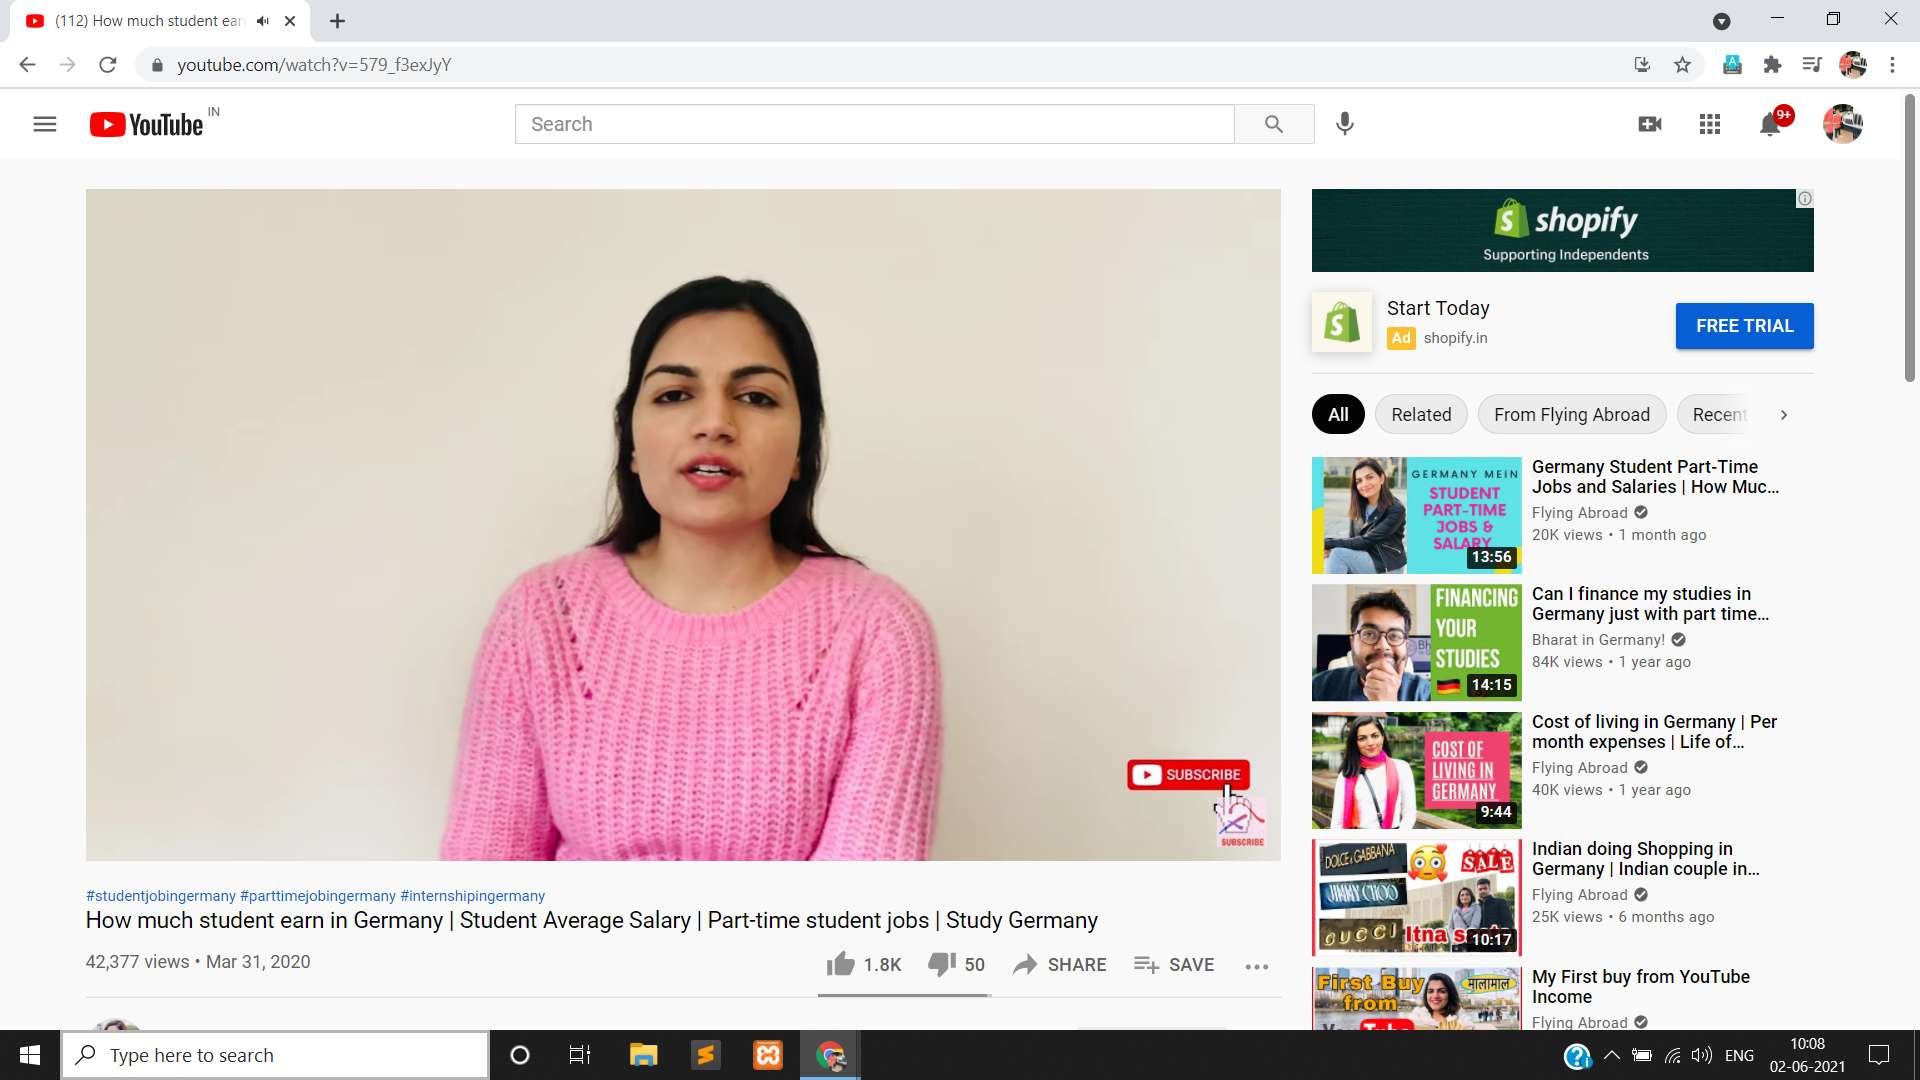 (112) How much student earn
youtube.com/watch?v=579_f3exJyY
YouTube IN
Search
9+
shopify
Supporting Independents
Start Today
Ad shopify.in
FREE TRIAL
All
Related
From Flying Abroad
Recent
GERMANY MEIN
STUDENT
PART-TIME
JOBS &
SALARY
13:56
Germany Student Part-Time
Jobs and Salaries | How Muc...
Flying Abroad
20K views • 1 month ago
FINANCING
YOUR
STUDIES
14:15
Can I finance my studies in
Germany just with part time...
Bharat in Germany!
84K views • 1 year ago
COST OF
LIVING IN
GERMANY
9:44
Cost of living in Germany | Per
month expenses | Life of...
Flying Abroad
40K views • 1 year ago
DOLCE & GABBANA
SALE
JIMMY CHOO
GUCCI
Itna
10:17
Indian doing Shopping in
Germany | Indian couple in...
Flying Abroad
25K views • 6 months ago
First Buy
from
मालामाल
My First buy from YouTube
Income
Flying Abroad
SUBSCRIBE
SUBSCRIBE
#studentjobingermany #parttimejobingermany #internshipingermany
How much student earn in Germany | Student Average Salary | Part-time student jobs | Study Germany
42,377 views • Mar 31, 2020
1.8K
50
SHARE
SAVE
Type here to search
ENG
10:08
02-06-2021